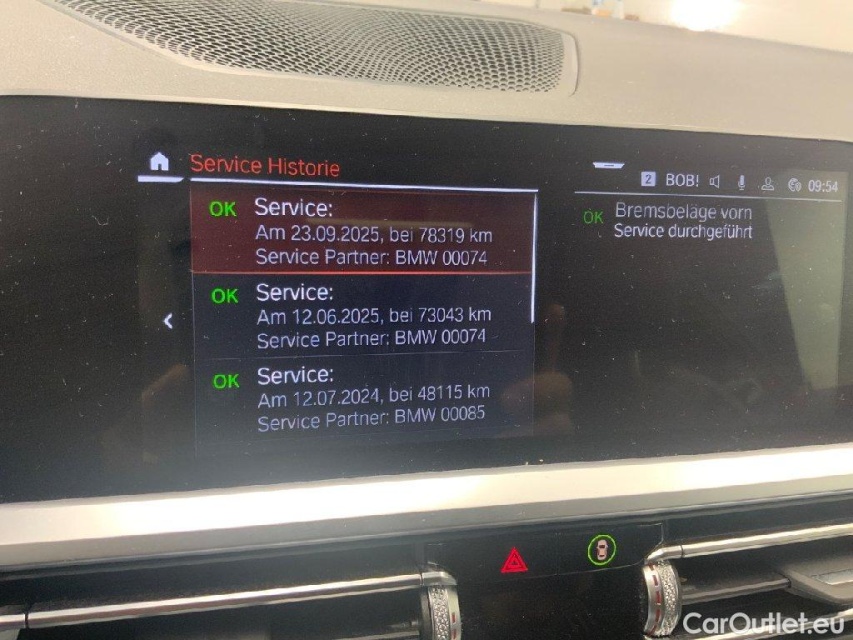 Service Historie
2 BOB! 09:54
OK Service:
Am 23.09.2025, bei 78319 km
Service Partner: BMW 00074
OK Service:
Am 12.06.2025, bei 73043 km
Service Partner: BMW 00074
OK Service:
Am 12.07.2024, bei 48115 km
Service Partner: BMW 00085
OK Bremsbeläge vorn
Service durchgeführt
CarOutlet.eu